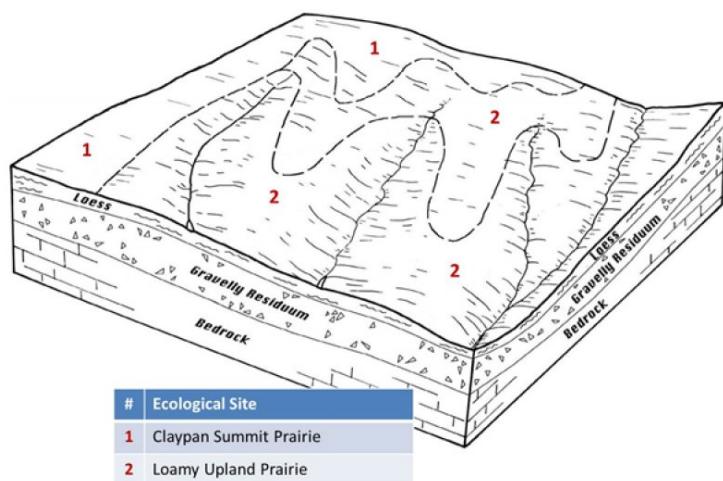 1
2
1
2
2
Loess
Gravelly Residuum
Bedrock
Loess
Gravelly Residuum
Bedrock
# Ecological Site
1 Claypan Summit Prairie
2 Loamy Upland Prairie